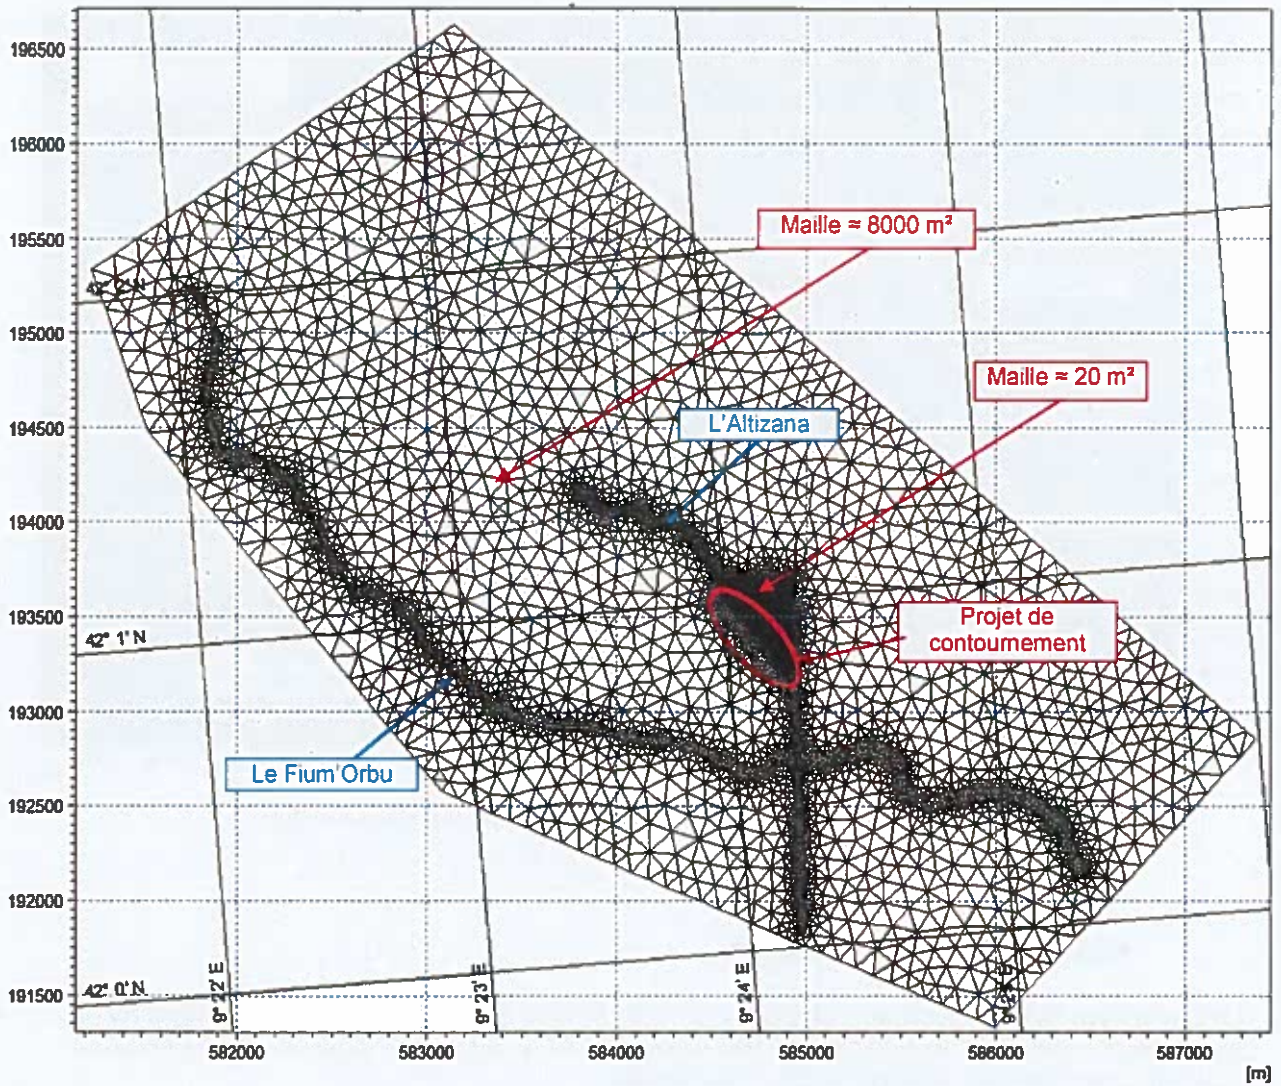 196500
196000
Maille ≈ 8000 m²
195500
42° 2' N
195000
Maille ≈ 20 m²
194500
L'Altizana
194000
193500
Projet de
contournement
42° 1' N
193000
Le Fium'Orbu
192500
192000
191500
42° 0' N
9° 22' E
9° 23' E
9° 24' E
582000
583000
584000
585000
586000
587000
[m]